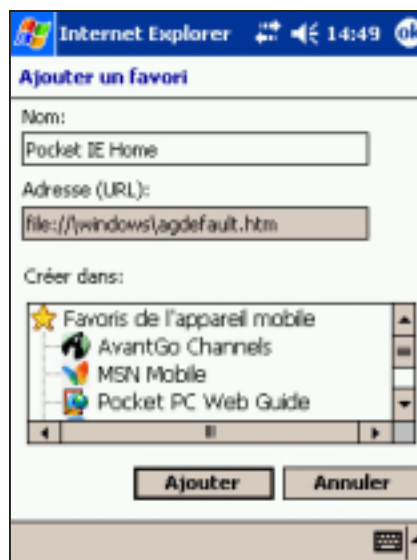 Internet Explorer 14:49 ok
Ajouter un favori
Nom:
Pocket IE Home
Adresse (URL):
file://\windows\agdefault.htm
Créer dans:
Favoris de l'appareil mobile
AvantGo Channels
MSN Mobile
Pocket PC Web Guide
Ajouter Annuler